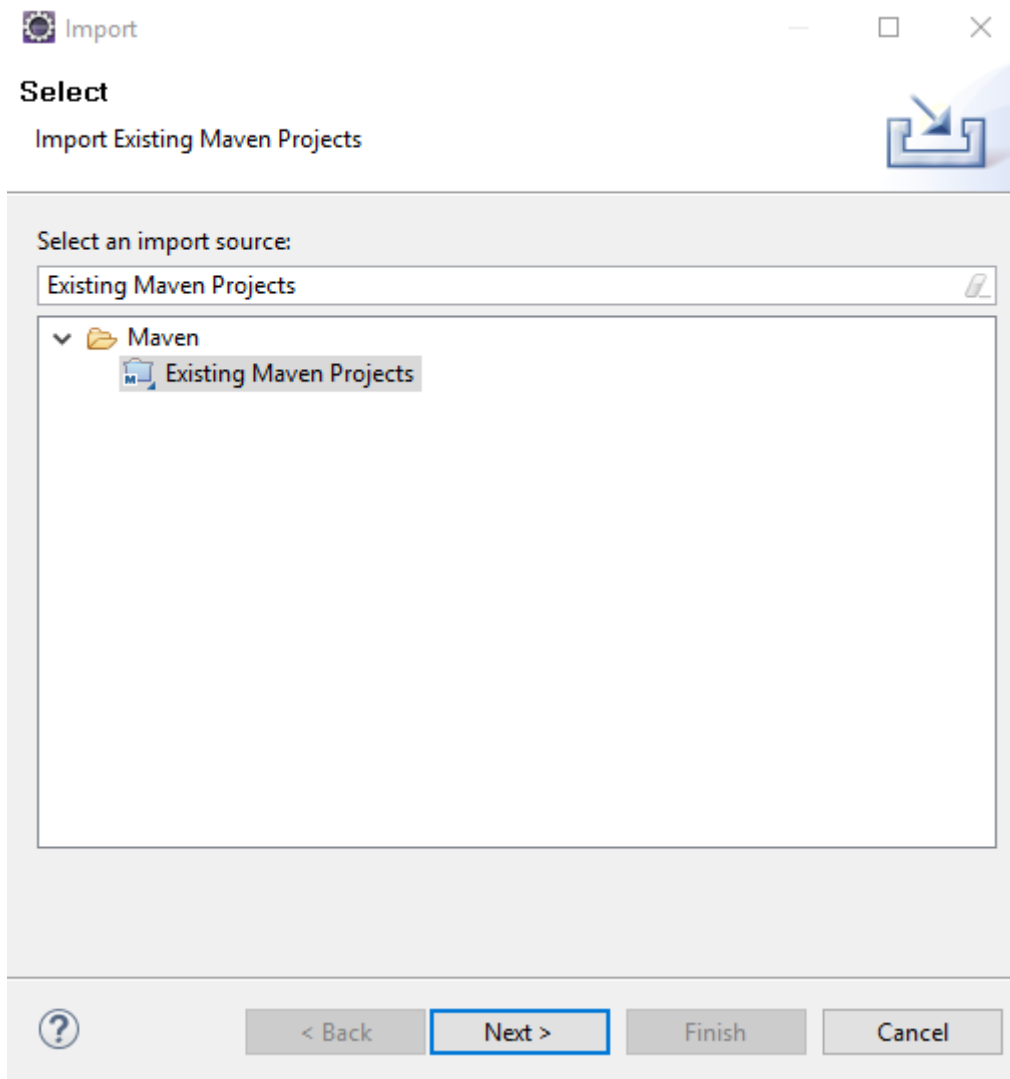 Import
Select
Import Existing Maven Projects
Select an import source:
Existing Maven Projects
Maven
Existing Maven Projects
< Back Next > Finish Cancel